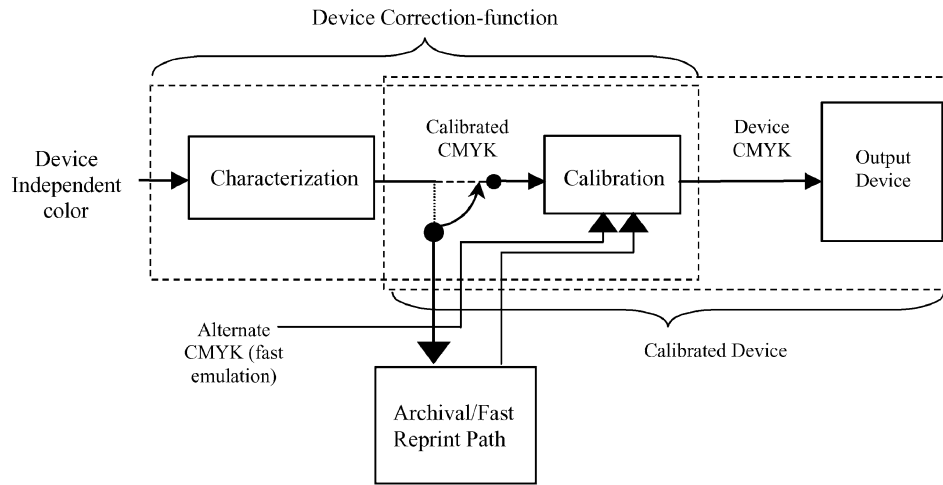 Device Correction-function
Device
Independent
color
Characterization
Calibrated
CMYK
Calibration
Device
CMYK
Output
Device
Alternate
CMYK (fast
emulation)
Calibrated Device
Archival/Fast
Reprint Path